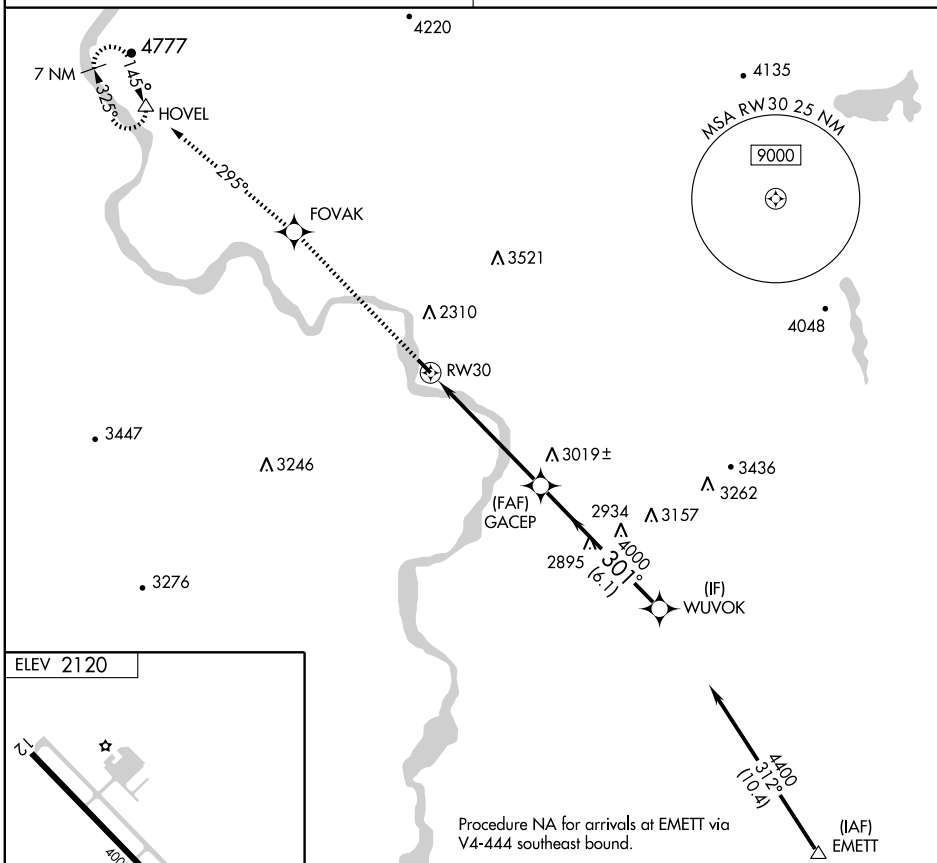 4220
4777
7 NM
145°
325°
HOVEL
4135
MSA RW30 25 NM
9000
295°
FOVAK
3521
2310
4048
RW30
3447
3246
3019±
3436
3262
(FAF)
GACEP
2934
3157
2895
4000
301°
(6.1)
(IF)
WUVOK
3276
ELEV 2120
12
400
4400
312°
(10.4)
Procedure NA for arrivals at EMETT via
V4-444 southeast bound.
(IAF)
EMETT